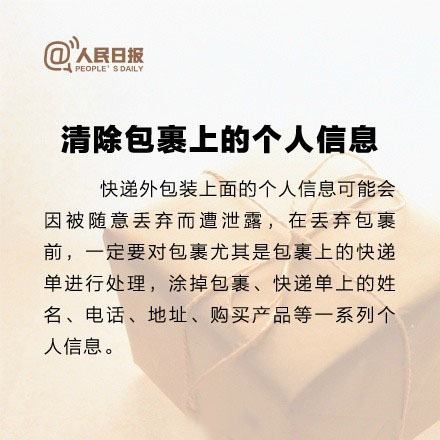 @人民日报
PEOPLE'S DAILY
清除包裹上的个人信息
快递外包装上面的个人信息可能会
因被随意丢弃而遭泄露，在丢弃包裹
前，一定要对包裹尤其是包裹上的快递
单进行处理，涂掉包裹、快递单上的姓
名、电话、地址、购买产品等一系列个
人信息。